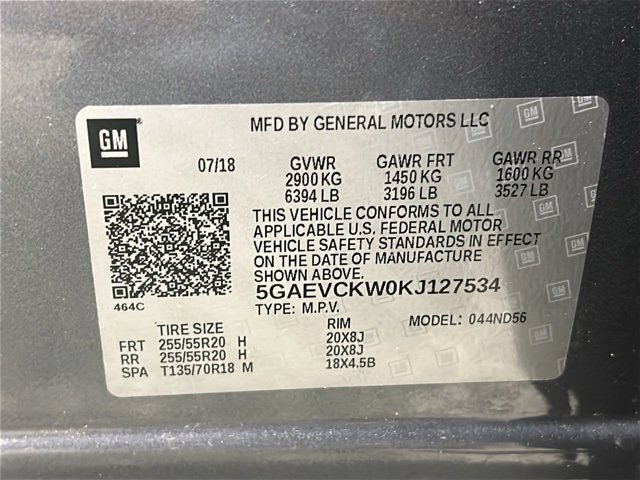 GM
MFD BY GENERAL MOTORS LLC
07/18 GVWR GAWR FRT GAWR RR
2900 KG 1450 KG 1600 KG
6394 LB 3196 LB 3527 LB
THIS VEHICLE CONFORMS TO ALL
APPLICABLE U.S. FEDERAL MOTOR
VEHICLE SAFETY STANDARDS IN EFFECT
ON THE DATE OF MANUFACTURE
464C
5GAEVCKW0KJ127534
TYPE: M.P.V. MODEL: 044ND56
TIRE SIZE RIM
FRT 255/55R20 H 20X8J
RR 255/55R20 H 20X8J
SPA T135/70R18 M 18X4.5B